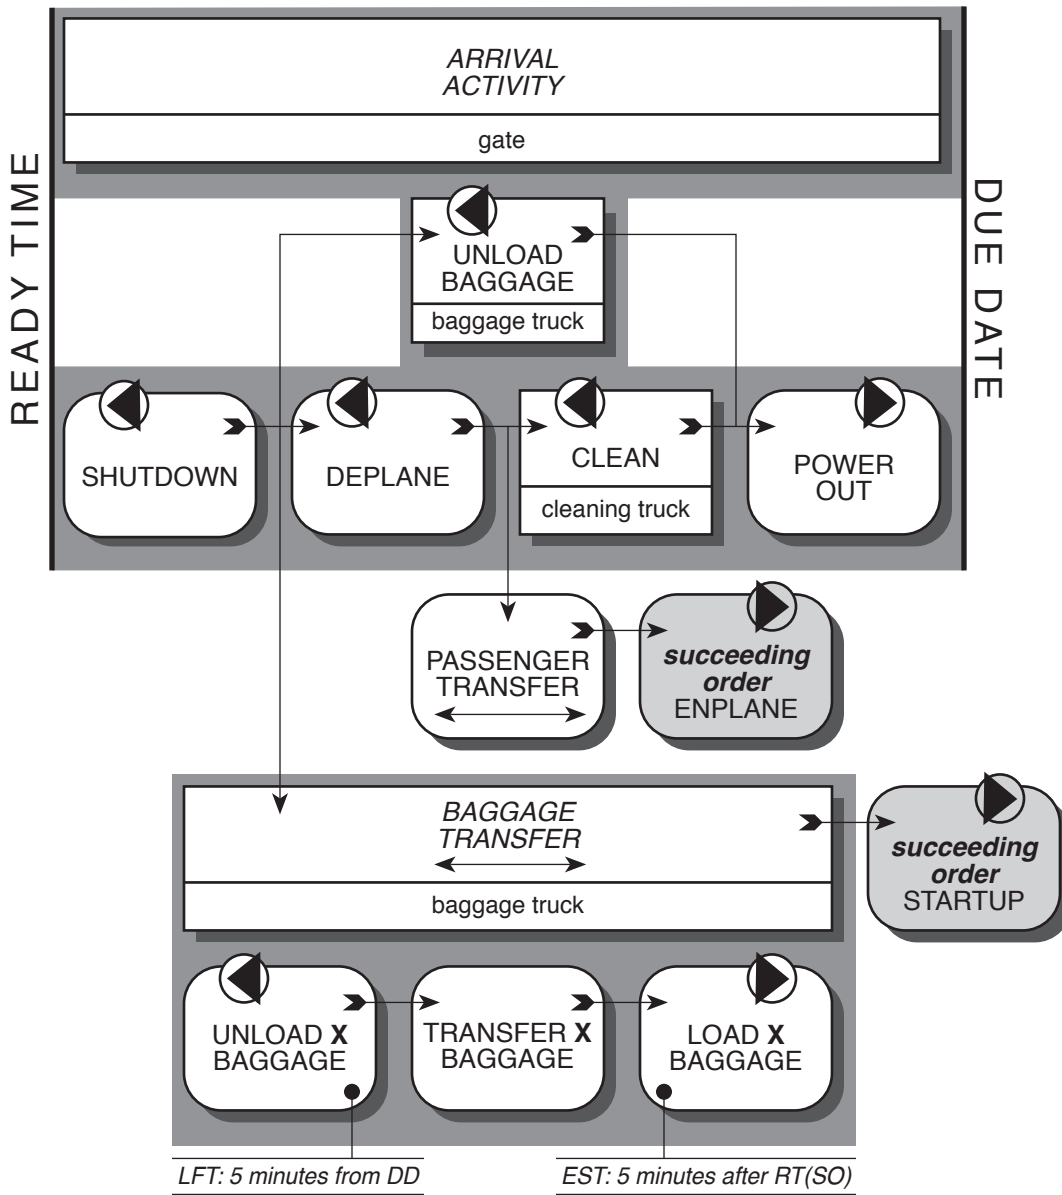 ARRIVAL
ACTIVITY
gate
READY TIME
DUE DATE
UNLOAD
BAGGAGE
baggage truck
SHUTDOWN
DEPLANE
CLEAN
cleaning truck
POWER
OUT
PASSENGER
TRANSFER
succeeding
order
ENPLANE
BAGGAGE
TRANSFER
baggage truck
succeeding
order
STARTUP
UNLOAD X
BAGGAGE
TRANSFER X
BAGGAGE
LOAD X
BAGGAGE
LFT: 5 minutes from DD
EST: 5 minutes after RT(SO)